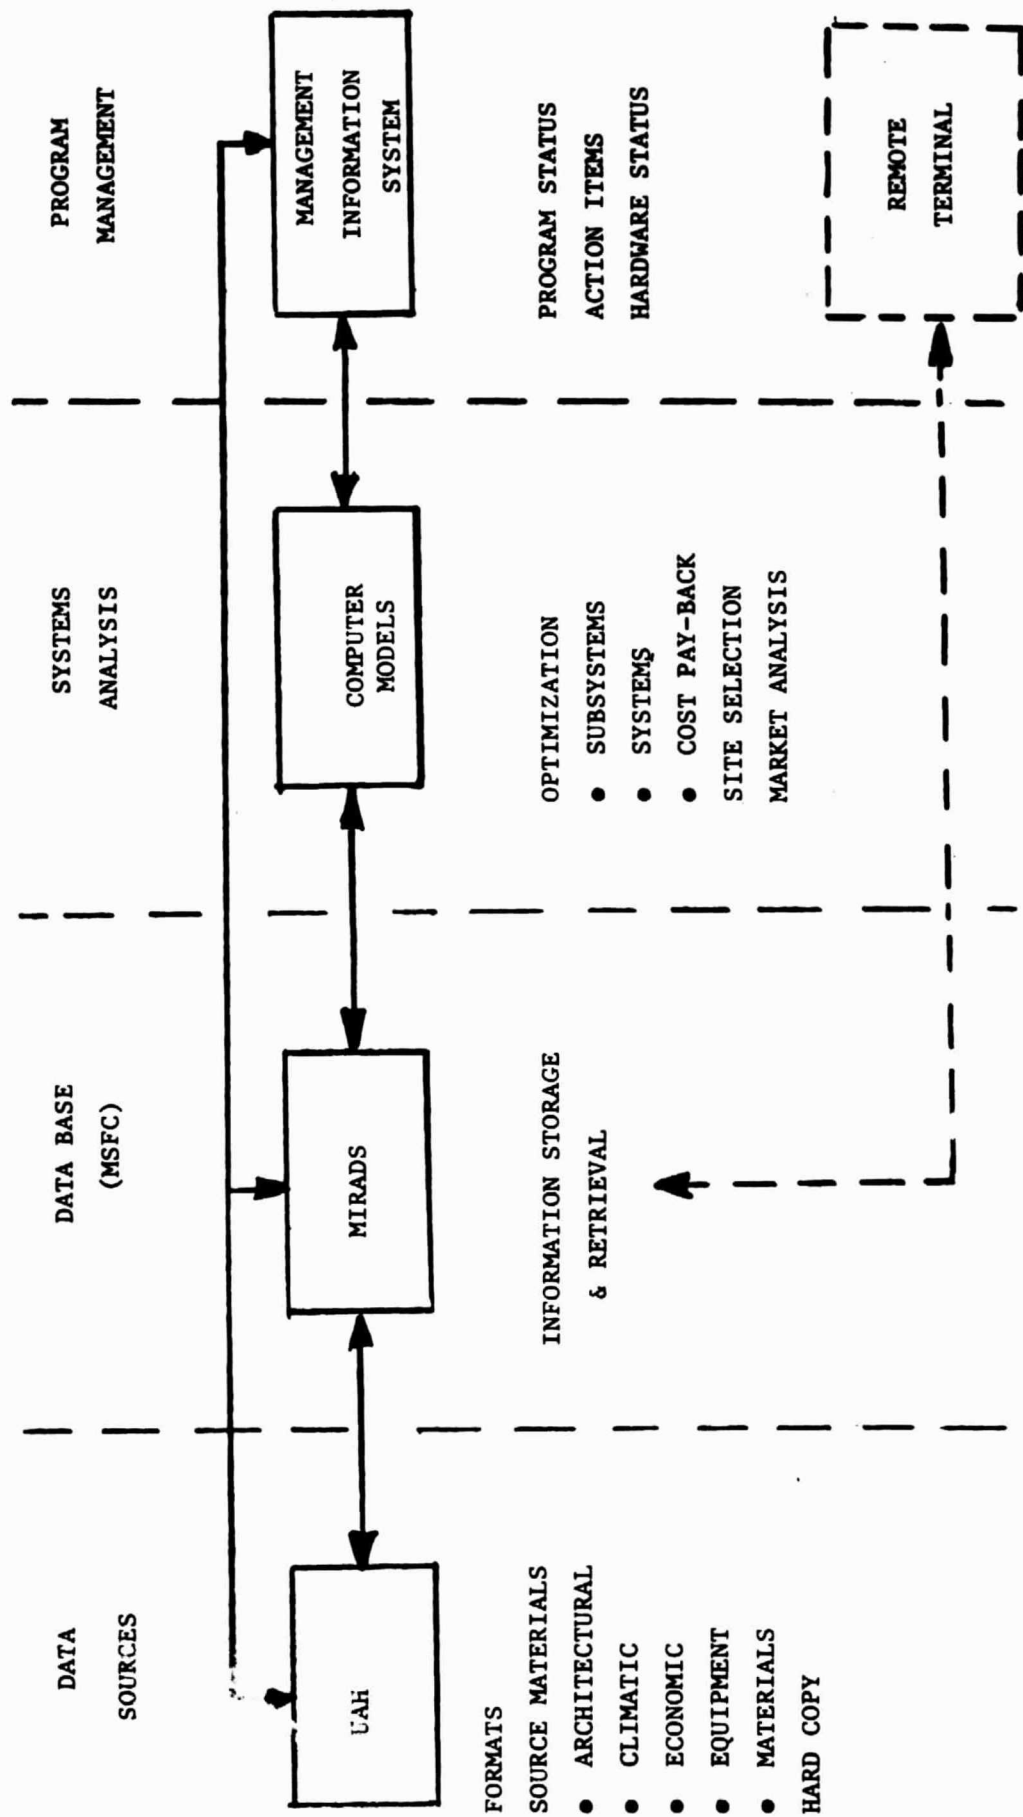 DATA
SOURCES
UAH
FORMATS
SOURCE MATERIALS
● ARCHITECTURAL
● CLIMATIC
● ECONOMIC
● EQUIPMENT
● MATERIALS
HARD COPY
DATA BASE
(MSFC)
MIRADS
INFORMATION STORAGE
& RETRIEVAL
SYSTEMS
ANALYSIS
COMPUTER
MODELS
OPTIMIZATION
● SUBSYSTEMS
● SYSTEMS
● COST PAY-BACK
SITE SELECTION
MARKET ANALYSIS
PROGRAM
MANAGEMENT
MANAGEMENT
INFORMATION
SYSTEM
PROGRAM STATUS
ACTION ITEMS
HARDWARE STATUS
REMOTE
TERMINAL